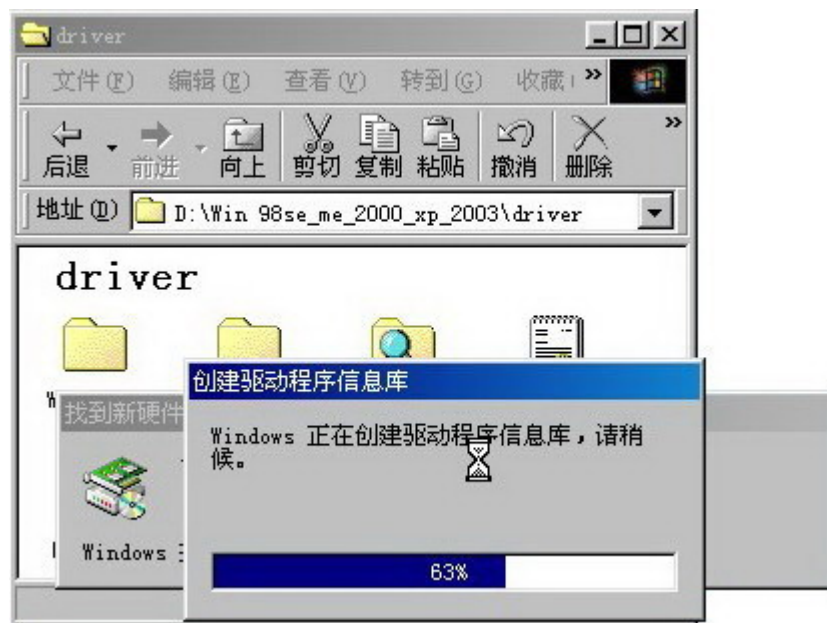 driver
文件(F) 编辑(E) 查看(V) 转到(G) 收藏 »
后退 前进 向上 剪切 复制 粘贴 撤消 删除 »
地址(D) D:\Win 98se_me_2000_xp_2003\driver
driver
创建驱动程序信息库
找到新硬件
Windows 正在创建驱动程序信息库，请稍
候。
Windows
63%